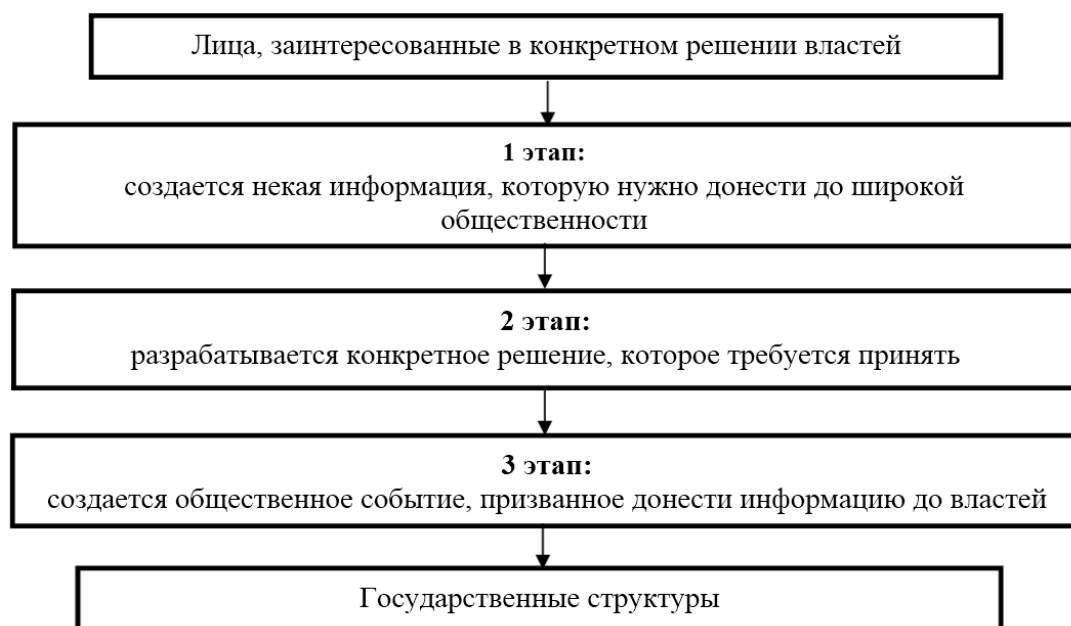 Лица, заинтересованные в конкретном решении властей
1 этап:
создается некая информация, которую нужно донести до широкой
общественности
2 этап:
разрабатывается конкретное решение, которое требуется принять
3 этап:
создается общественное событие, призванное донести информацию до властей
Государственные структуры